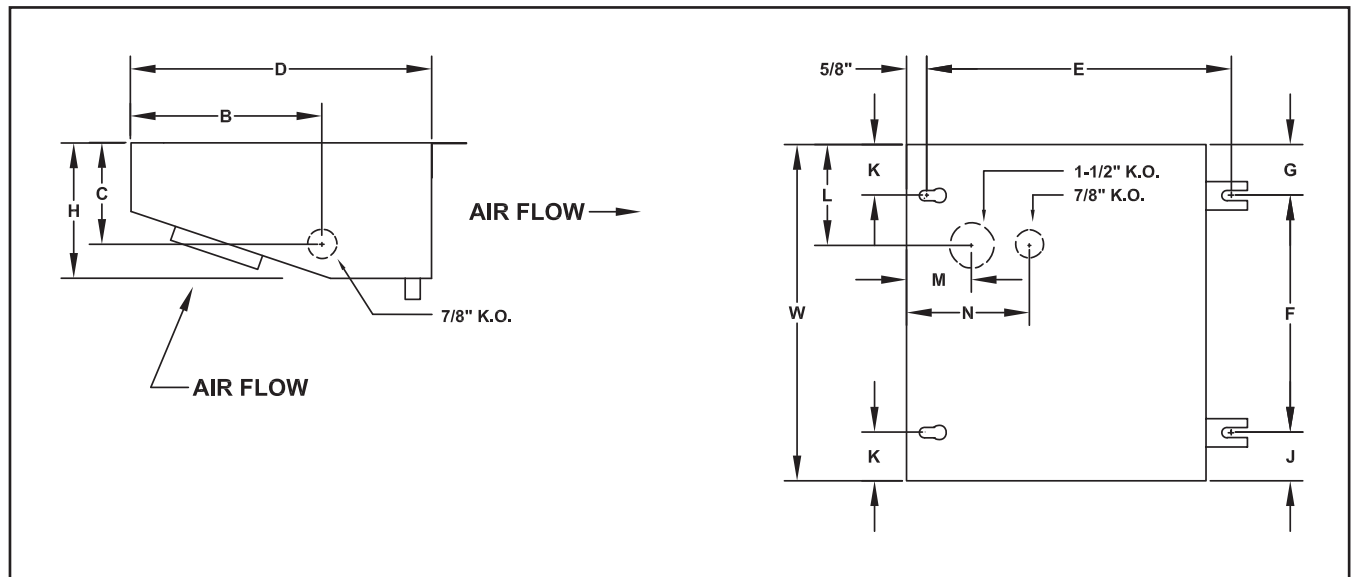 D
B
C
H
AIR FLOW
7/8" K.O.
AIR FLOW
5/8"
E
K
L
1-1/2" K.O.
7/8" K.O.
G
M
N
W
F
K
J